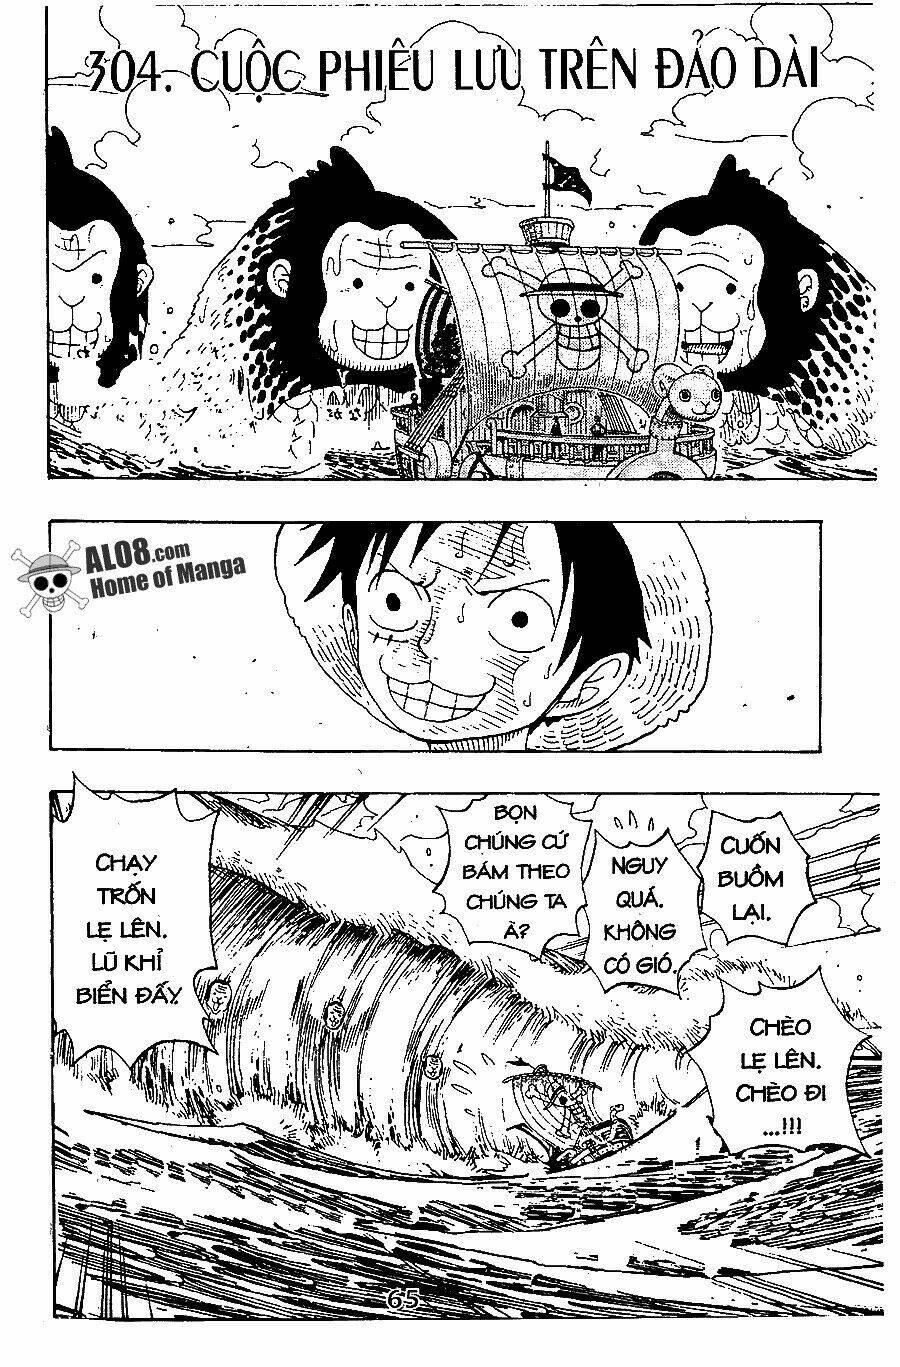 304. CUỘC PHIÊU LƯU TRÊN ĐẢO DÀI
ALO8.com
Home of Manga
CUỐN
BUỒM
LẠI.
NGUY
QUÁ.
KHÔNG
CÓ GIÓ.
BỌN
CHÚNG CỨ
BÁM THEO
CHÚNG TA
À?
CHẠY
TRỐN
LẸ LÊN.
LŨ KHỈ
BIỂN ĐẤY.
CHÈO
LẸ LÊN.
CHÈO ĐI
...!!!
65